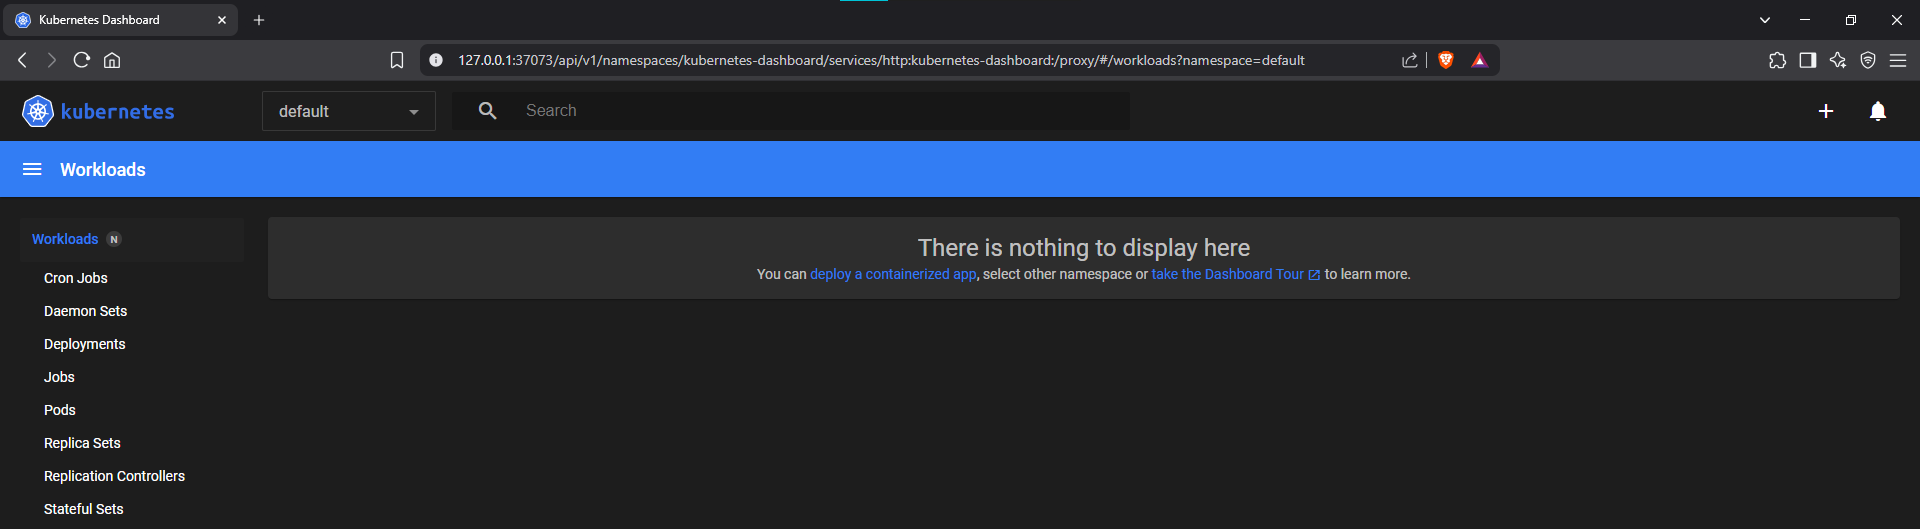 Kubernetes Dashboard
127.0.0.1:37073/api/v1/namespaces/kubernetes-dashboard/services/http:kubernetes-dashboard:/proxy/#/workloads?namespace=default
kubernetes
default
Search
Workloads
Workloads N
There is nothing to display here
You can deploy a containerized app, select other namespace or take the Dashboard Tour to learn more.
Cron Jobs
Daemon Sets
Deployments
Jobs
Pods
Replica Sets
Replication Controllers
Stateful Sets